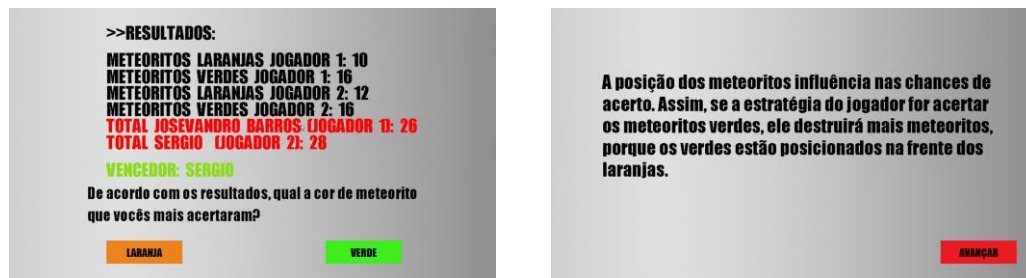 >>RESULTADOS:
METEORITOS LARANJAS JOGADOR 1: 10
METEORITOS VERDES JOGADOR 1: 16
METEORITOS LARANJAS JOGADOR 2: 12
METEORITOS VERDES JOGADOR 2: 16
TOTAL JOSEVANDRO BARROS (JOGADOR 1): 26
TOTAL SERGIO (JOGADOR 2): 28
VENCEDOR: SERGIO
De acordo com os resultados, qual a cor de meteorito
que vocês mais acertaram?
LARANJA
VERDE
A posição dos meteoritos influência nas chances de
acerto. Assim, se a estratégia do jogador for acertar
os meteoritos verdes, ele destruirá mais meteoritos,
porque os verdes estão posicionados na frente dos
laranjas.
AVANÇAR